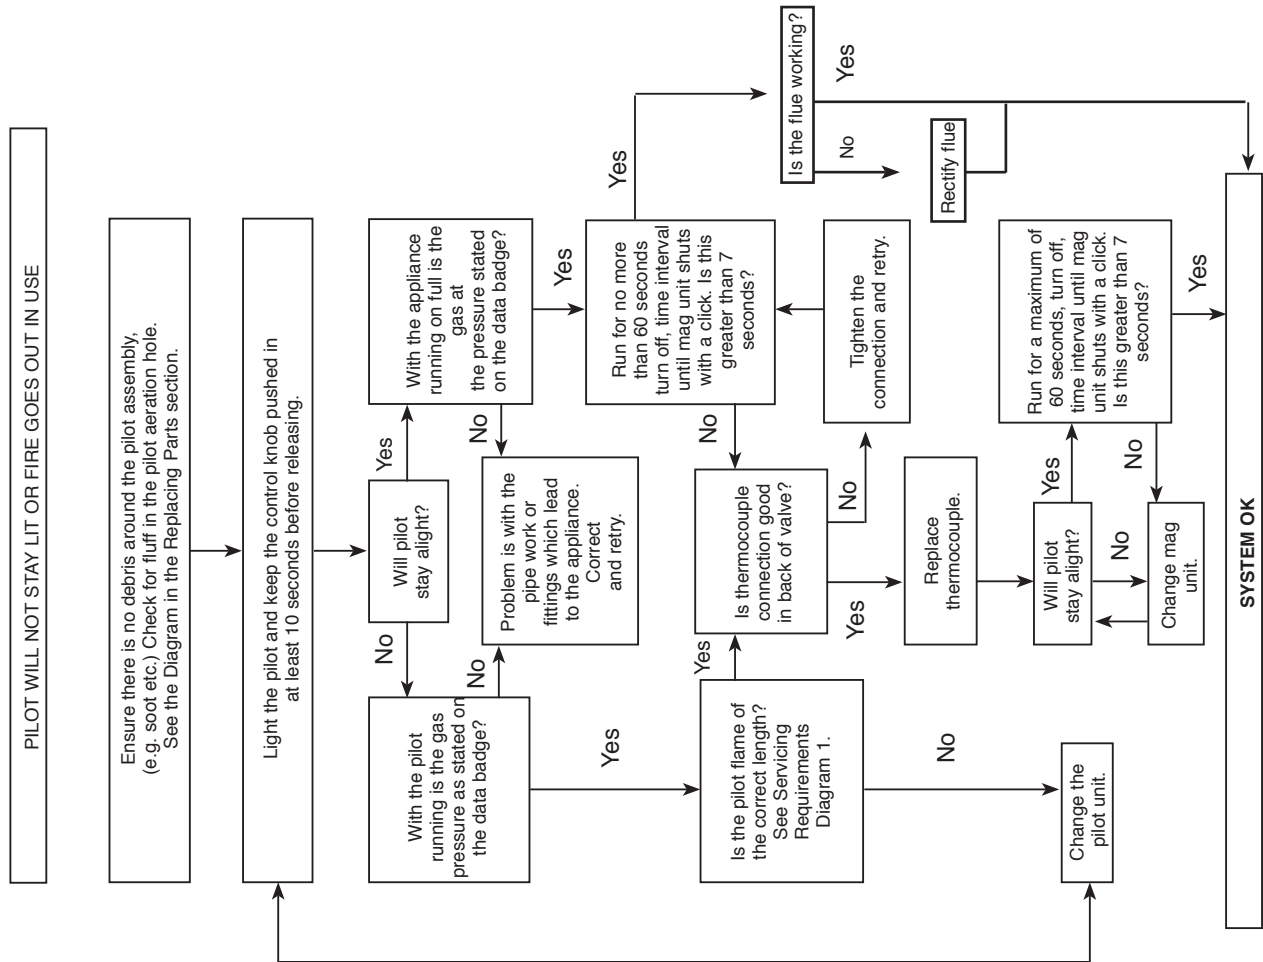 PILOT WILL NOT STAY LIT OR FIRE GOES OUT IN USE
Ensure there is no debris around the pilot assembly,
(e.g. soot etc.) Check for fluff in the pilot aeration hole.
See the Diagram in the Replacing Parts section.
Light the pilot and keep the control knob pushed in
at least 10 seconds before releasing.
Will pilot
stay alight?
No
Yes
With the pilot
running is the gas
pressure as stated on
the data badge?
No
Yes
With the appliance
running on full is the
gas at
the pressure stated
on the data badge?
No
Yes
Problem is with the
pipe work or
fittings which lead
to the appliance.
Correct
and retry.
Run for no more
than 60 seconds
turn off, time interval
until mag unit shuts
with a click. Is this
greater than 7
seconds?
No
Yes
Is the flue working?
No
Yes
Rectify flue
Is the pilot flame of
the correct length?
See Servicing
Requirements
Diagram 1.
Yes
No
Is thermocouple
connection good
in back of valve?
Yes
No
Tighten the
connection and retry.
Replace
thermocouple.
Will pilot
stay alight?
Yes
No
Run for a maximum of
60 seconds, turn off,
time interval until mag
unit shuts with a click.
Is this greater than 7
seconds?
No
Yes
Change mag
unit.
Change the
pilot unit.
SYSTEM OK